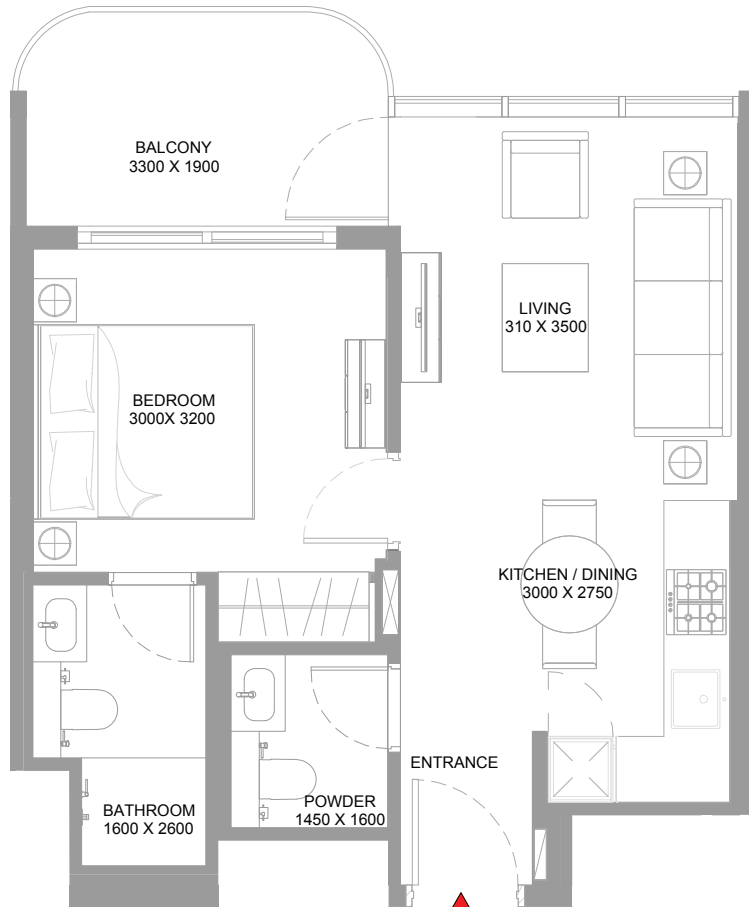 BALCONY
3300 X 1900
LIVING
310 X 3500
BEDROOM
3000X 3200
KITCHEN / DINING
3000 X 2750
ENTRANCE
BATHROOM
1600 X 2600
POWDER
1450 X 1600